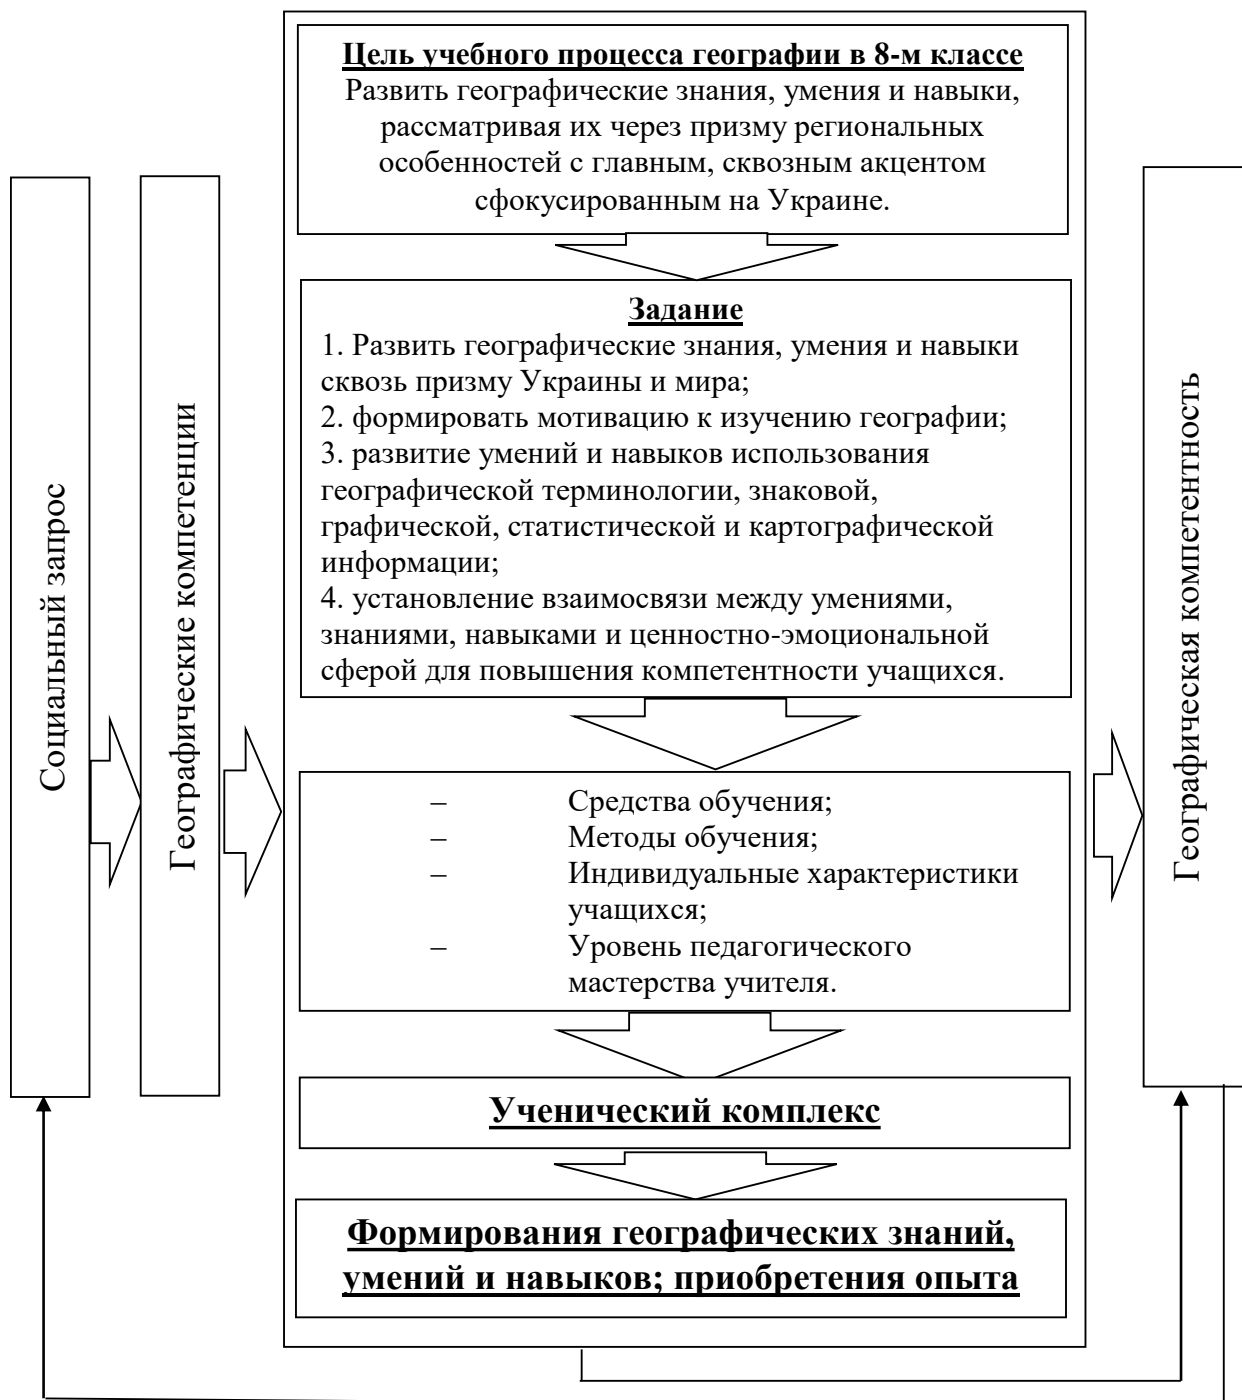 Социальный запрос
Географические компетенции
Цель учебного процесса географии в 8-м классе
Развить географические знания, умения и навыки,
рассматривая их через призму региональных
особенностей с главным, сквозным акцентом
сфокусированным на Украине.
Задание
1. Развить географические знания, умения и навыки
сквозь призму Украины и мира;
2. формировать мотивацию к изучению географии;
3. развитие умений и навыков использования
географической терминологии, знаковой,
графической, статистической и картографической
информации;
4. установление взаимосвязи между умениями,
знаниями, навыками и ценностно-эмоциональной
сферой для повышения компетентности учащихся.
– Средства обучения;
– Методы обучения;
– Индивидуальные характеристики
учащихся;
– Уровень педагогического
мастерства учителя.
Ученический комплекс
Формирования географических знаний,
умений и навыков; приобретения опыта
Географическая компетентность